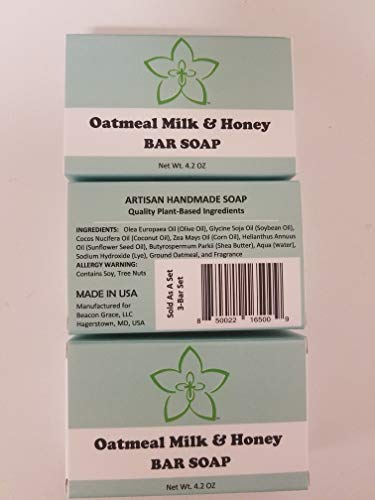 Oatmeal Milk & Honey
BAR SOAP
Net Wt. 4.2 OZ
ARTISAN HANDMADE SOAP
Quality Plant-Based Ingredients
INGREDIENTS: Olea Europaea Oil (Olive Oil), Glycine Soja Oil (Soybean Oil),
Cocos Nucifera Oil (Coconut Oil), Zea Mays Oil (Corn Oil), Helianthus Annuus
Oil (Sunflower Seed Oil), Butyrospermum Parkii (Shea Butter), Aqua (water),
Sodium Hydroxide (Lye), Ground Oatmeal, and Fragrance
ALLERGY WARNING:
Contains Soy, Tree Nuts
MADE IN USA
Manufactured for
Beacon Grace, LLC
Hagerstown, MD, USA
Sold As A Set
3-Bar Set
8 50022 16500 9
Oatmeal Milk & Honey
BAR SOAP
Net Wt. 4.2 OZ